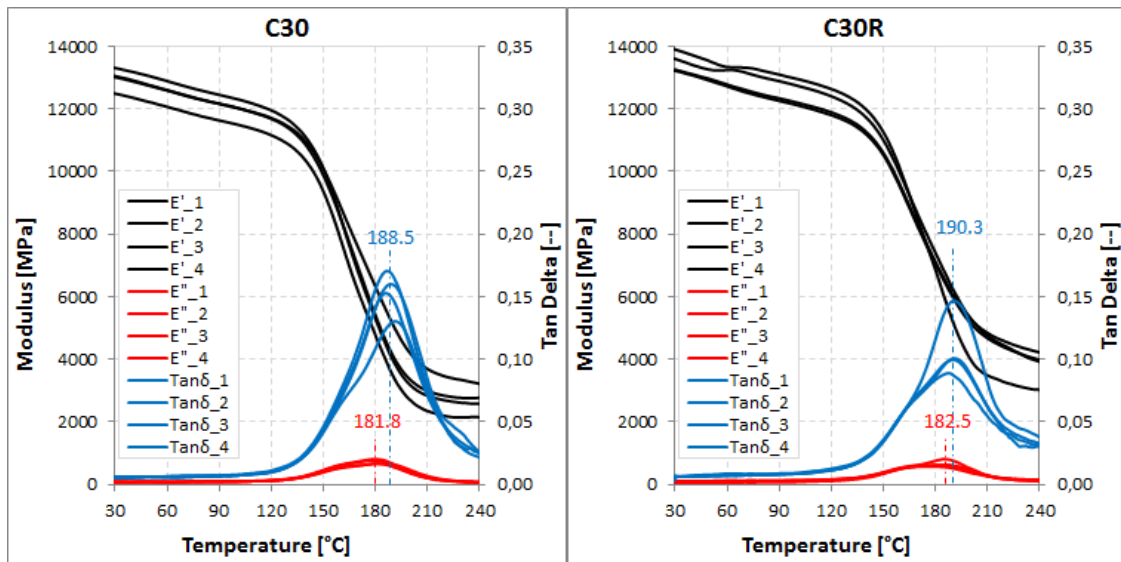 C30
14000
12000
10000
8000
6000
4000
2000
0
Modulus [MPa]
E'_1
E'_2
E'_3
E'_4
E"_1
E"_2
E"_3
E"_4
Tanδ_1
Tanδ_2
Tanδ_3
Tanδ_4
188.5
181.8
0,35
0,30
0,25
0,20
0,15
0,10
0,05
0,00
Tan Delta [--]
30 60 90 120 150 180 210 240
Temperature [°C]
C30R
14000
12000
10000
8000
6000
4000
2000
0
Modulus [MPa]
E'_1
E'_2
E'_3
E'_4
E"_1
E"_2
E"_3
E"_4
Tanδ_1
Tanδ_2
Tanδ_3
Tanδ_4
190.3
182.5
0,35
0,30
0,25
0,20
0,15
0,10
0,05
0,00
Tan Delta [--]
30 60 90 120 150 180 210 240
Temperature [°C]